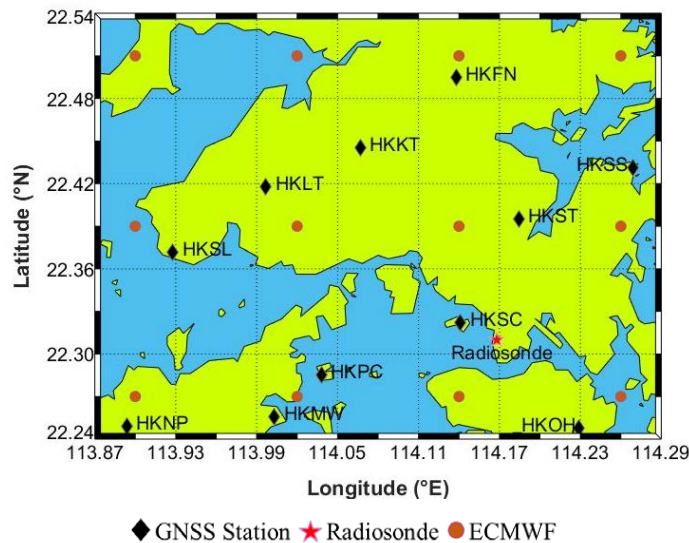 22.54
HKFN
22.48
HKKT
HKSS
22.42
HKLT
HKST
HKSL
22.36
HKSC
22.30
Radiosonde
HKPC
HKMW
HKNP
HKOH
22.24
113.87 113.93 113.99 114.05 114.11 114.17 114.23 114.29
Latitude (°N)
Longitude (°E)
GNSS Station Radiosonde ECMWF